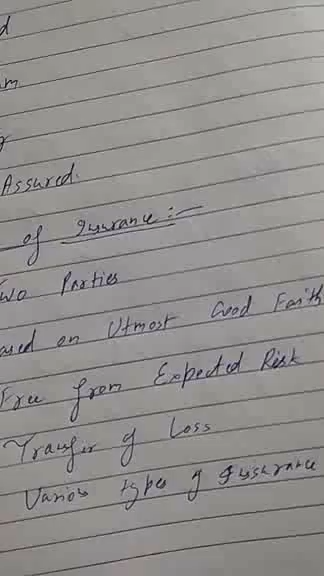 Assured.
of Insurance :-
Two Parties
ased on Utmost Good Faith
Free from Expected Risk
Transfer of Loss
Various types of Insurance